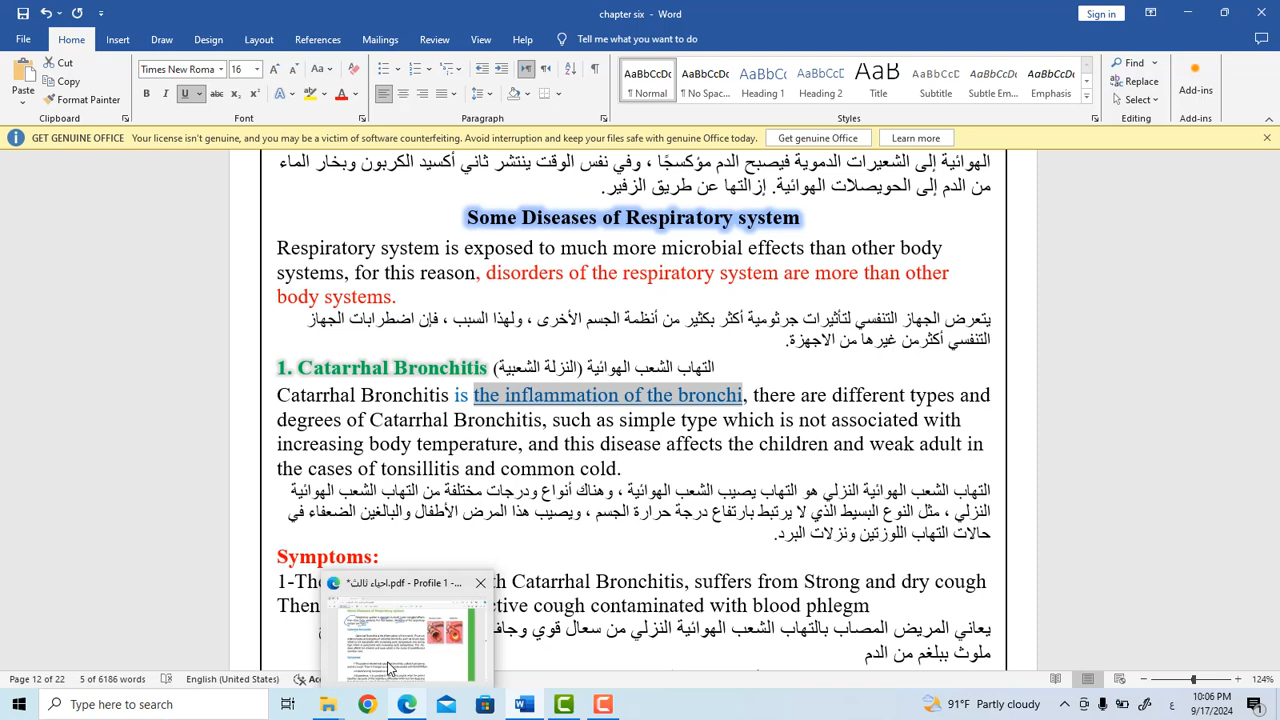 chapter six - Word
Sign in
File Home Insert Draw Design Layout References Mailings Review View Help Tell me what you want to do
Cut
Copy
Format Painter
Paste
Clipboard
Times New Roma 16
Font
Paragraph
AaBbCcDc AaBbCcDc AaBbCc AaBbCcC AaB AaBbCcD AaBbCcDc AaBbCcDc
¶ Normal ¶ No Spac... Heading 1 Heading 2 Title Subtitle Subtle Em... Emphasis
Styles
Find
Replace
Select
Editing
Add-ins
Add-ins
GET GENUINE OFFICE Your license isn't genuine, and you may be a victim of software counterfeiting. Avoid interruption and keep your files safe with genuine Office today. Get genuine Office Learn more
الهوائية إلى الشعيرات الدموية فيصبح الدم مؤكسجًا ، وفي نفس الوقت ينتشر ثاني أكسيد الكربون وبخار الماء
من الدم إلى الحويصلات الهوائية. إزالتها عن طريق الزفير.
Some Diseases of Respiratory system
Respiratory system is exposed to much more microbial effects than other body
systems, for this reason, disorders of the respiratory system are more than other
body systems.
يتعرض الجهاز التنفسي لتأثيرات جرثومية أكثر بكثير من أنظمة الجسم الأخرى ، ولهذا السبب ، فإن اضطرابات الجهاز
التنفسي أكثرمن غيرها من الاجهزة.
1. Catarrhal Bronchitis التهاب الشعب الهوائية (النزلة الشعبية)
Catarrhal Bronchitis is the inflammation of the bronchi, there are different types and
degrees of Catarrhal Bronchitis, such as simple type which is not associated with
increasing body temperature, and this disease affects the children and weak adult in
the cases of tonsillitis and common cold.
التهاب الشعب الهوائية النزلي هو التهاب يصيب الشعب الهوائية ، وهناك أنواع ودرجات مختلفة من التهاب الشعب الهوائية
النزلي ، مثل النوع البسيط الذي لا يرتبط بارتفاع درجة حرارة الجسم ، ويصيب هذا المرض الأطفال والبالغين الضعفاء في
حالات التهاب اللوزتين ونزلات البرد.
Symptoms:
1-The Catarrhal Bronchitis, suffers from Strong and dry cough
Then cough contaminated with blood
يعاني المريض
ملوث ببلغم من الدم
احياء ثالث.pdf - Profile 1 -...
Page 12 of 22 5 of 6186 words English (United States) 124%
Type here to search
91°F Partly cloudy
ع
10:06 PM
9/17/2024